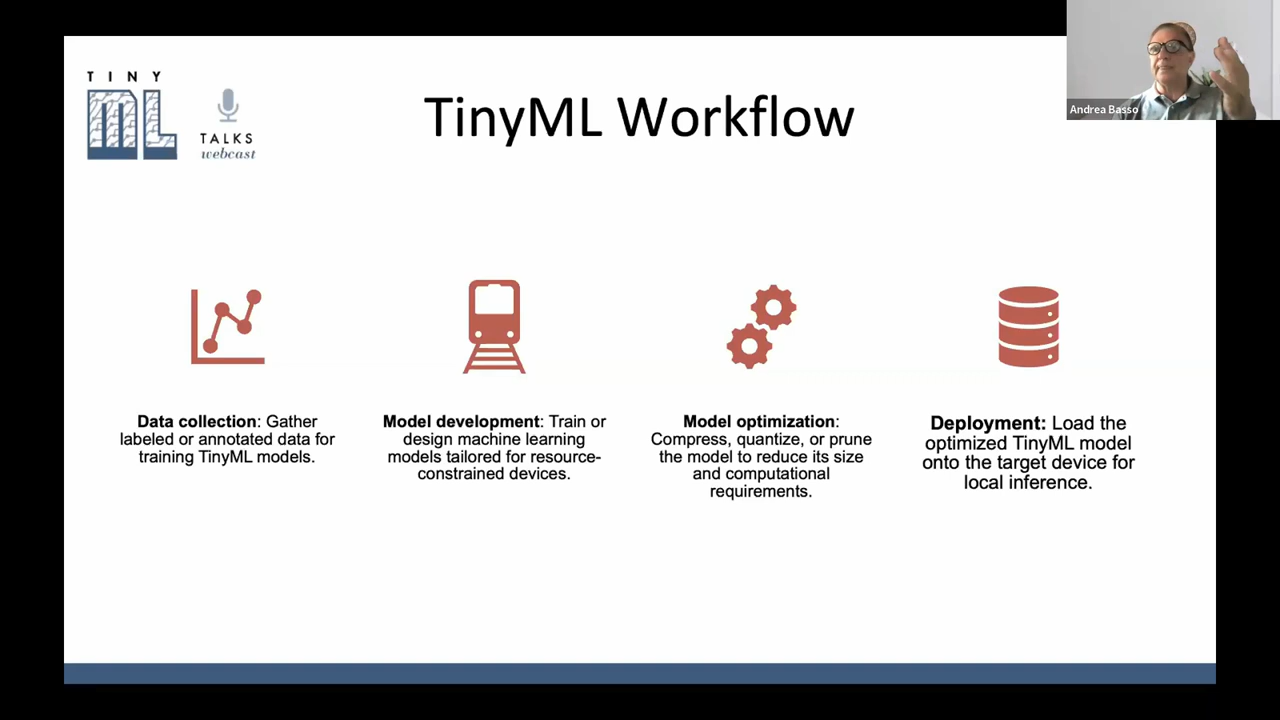 TINY
ML
TALKS
webcast
TinyML Workflow
Andrea Basso
Data collection: Gather
labeled or annotated data for
training TinyML models.
Model development: Train or
design machine learning
models tailored for resource-
constrained devices.
Model optimization:
Compress, quantize, or prune
the model to reduce its size
and computational
requirements.
Deployment: Load the
optimized TinyML model
onto the target device for
local inference.